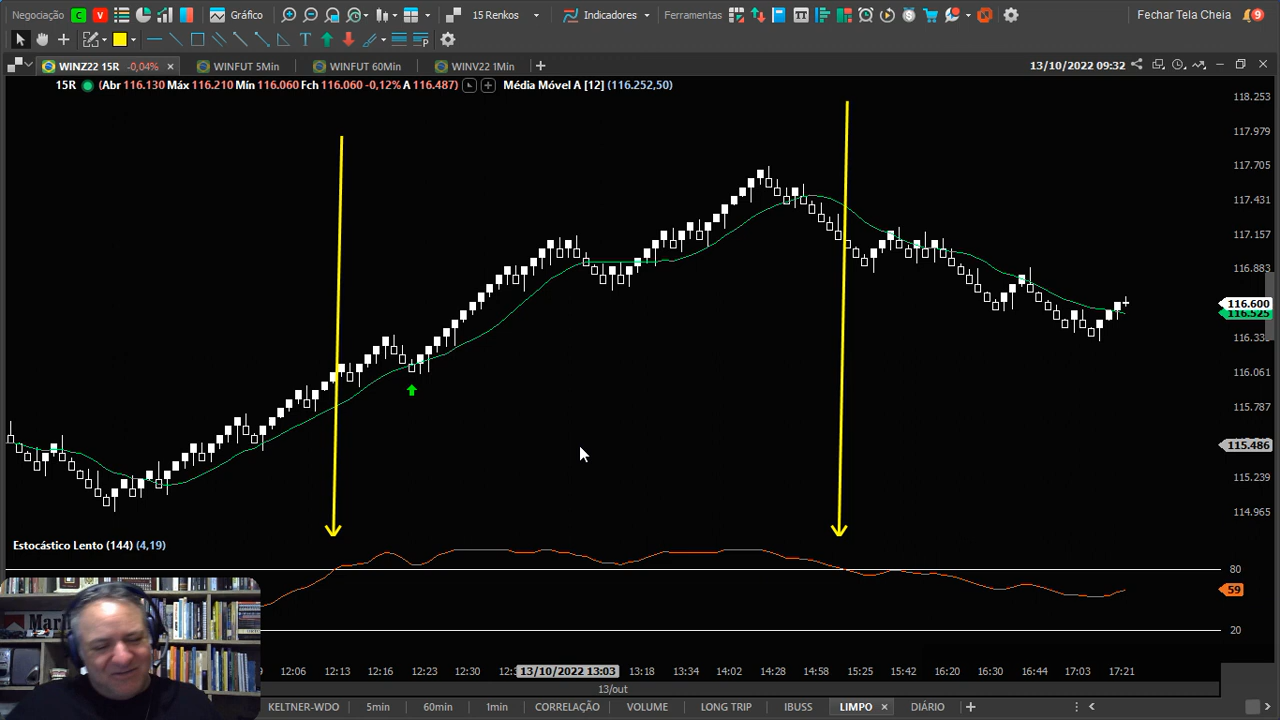 Negociação C V Gráfico 15 Renkos Indicadores Ferramentas Fechar Tela Cheia 9
T P
WINZ22 15R -0,04% × WINFUT 5Min WINFUT 60Min WINV22 1Min + 13/10/2022 09:32
15R (Abr 116.130 Máx 116.210 Mín 116.060 Fch 116.060 -0,12% A 116.487) Média Móvel A [12] (116.252,50)
118.253
117.979
117.705
117.431
117.157
116.883
116.600
116.525
116.061
115.787
115.486
115.239
114.965
Estocástico Lento (144) (4,19)
80
59
20
12:06 12:13 12:16 12:23 12:30 13/10/2022 13:03 13:18 13:34 14:02 14:28 14:58 15:25 15:42 16:20 16:30 16:44 17:03 17:21
13/out
KELTNER-WDO 5min 60min 1min CORRELAÇÃO VOLUME LONG TRIP IBUSS LIMPO × DIÁRIO +